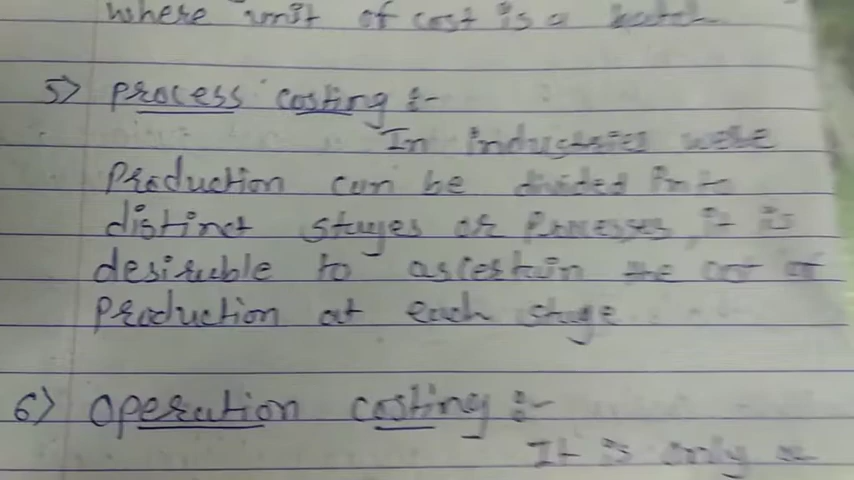 where unit of cost is a batch
5) Process costing :-
In industries were
Production can be divided into
distinct stages or Processes, it is
desirable to ascertain the cost of
Production at each stage
6) Operation costing :-
It is only a